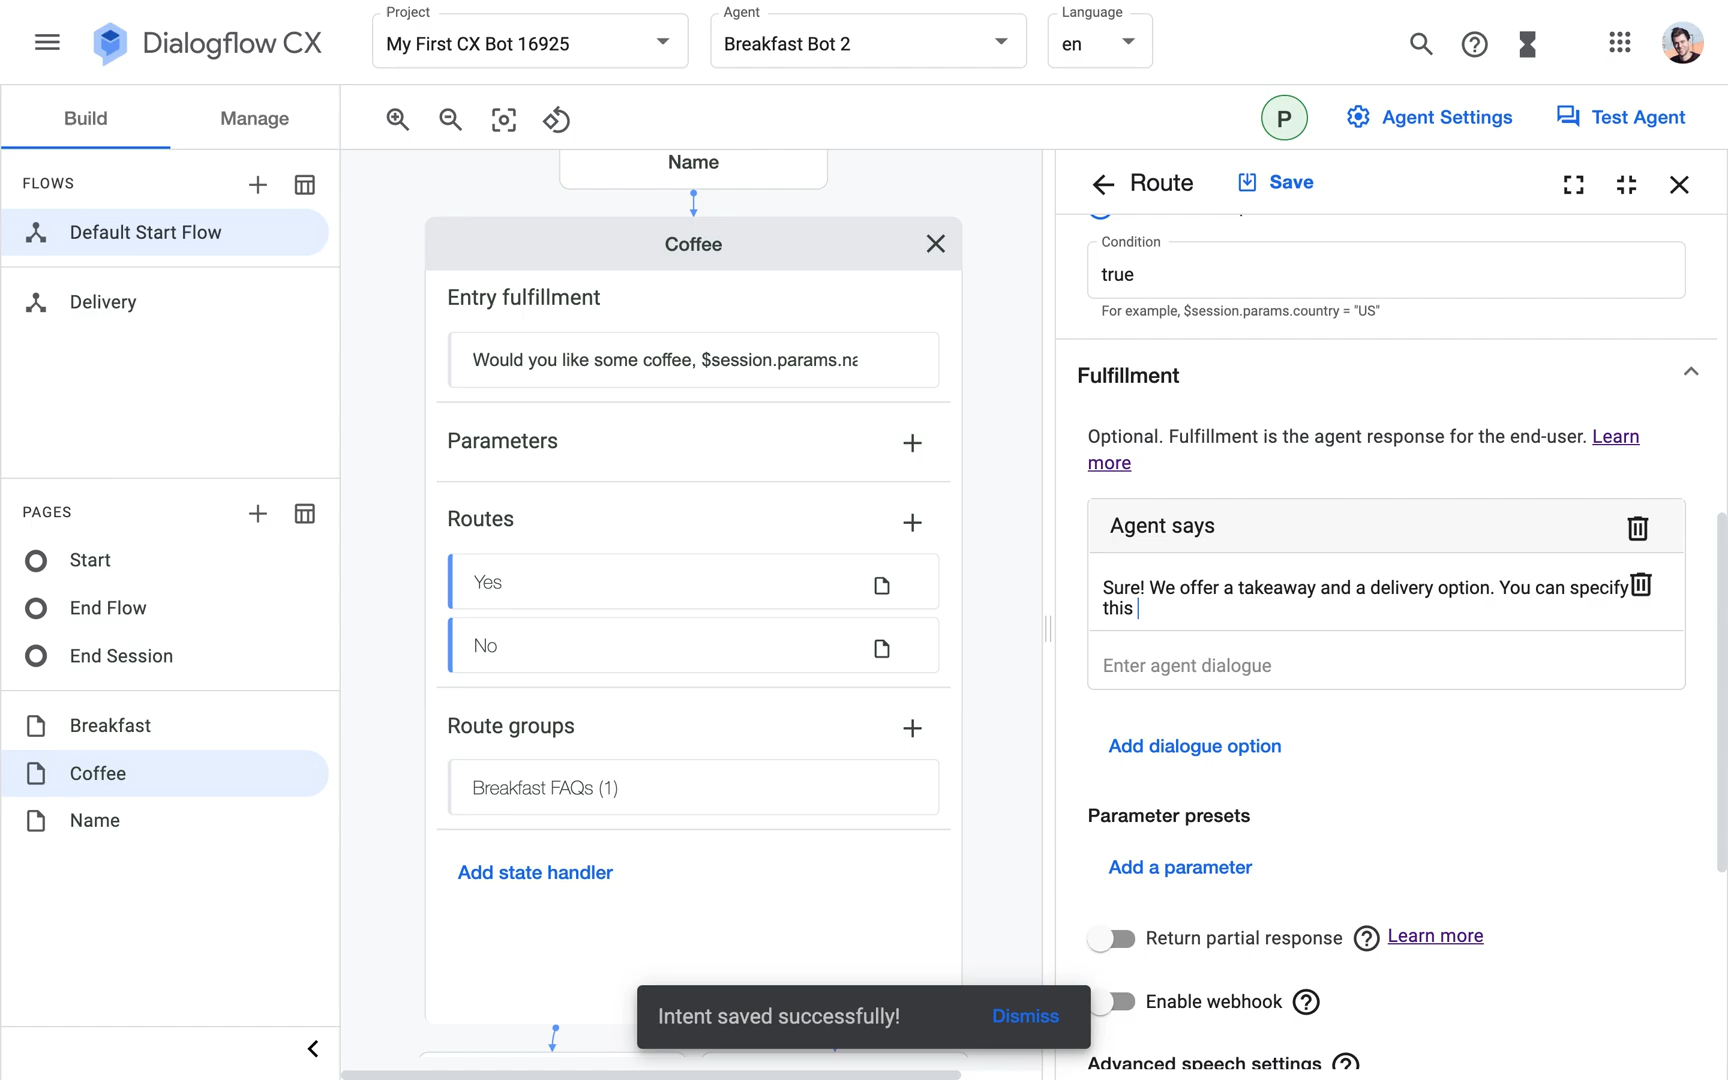 Dialogflow CX
Project
My First CX Bot 16925
Agent
Breakfast Bot 2
Language
en
Build
Manage
P
Agent Settings
Test Agent
FLOWS
Default Start Flow
Delivery
PAGES
Start
End Flow
End Session
Breakfast
Coffee
Name
Name
Coffee
Entry fulfillment
Would you like some coffee, $session.params.na
Parameters
Routes
Yes
No
Route groups
Breakfast FAQs (1)
Add state handler
Route
Save
Condition
true
For example, $session.params.country = "US"
Fulfillment
Optional. Fulfillment is the agent response for the end-user. Learn
more
Agent says
Sure! We offer a takeaway and a delivery option. You can specify
this
Enter agent dialogue
Add dialogue option
Parameter presets
Add a parameter
Return partial response
Learn more
Enable webhook
Advanced speech settings
Intent saved successfully!
Dismiss